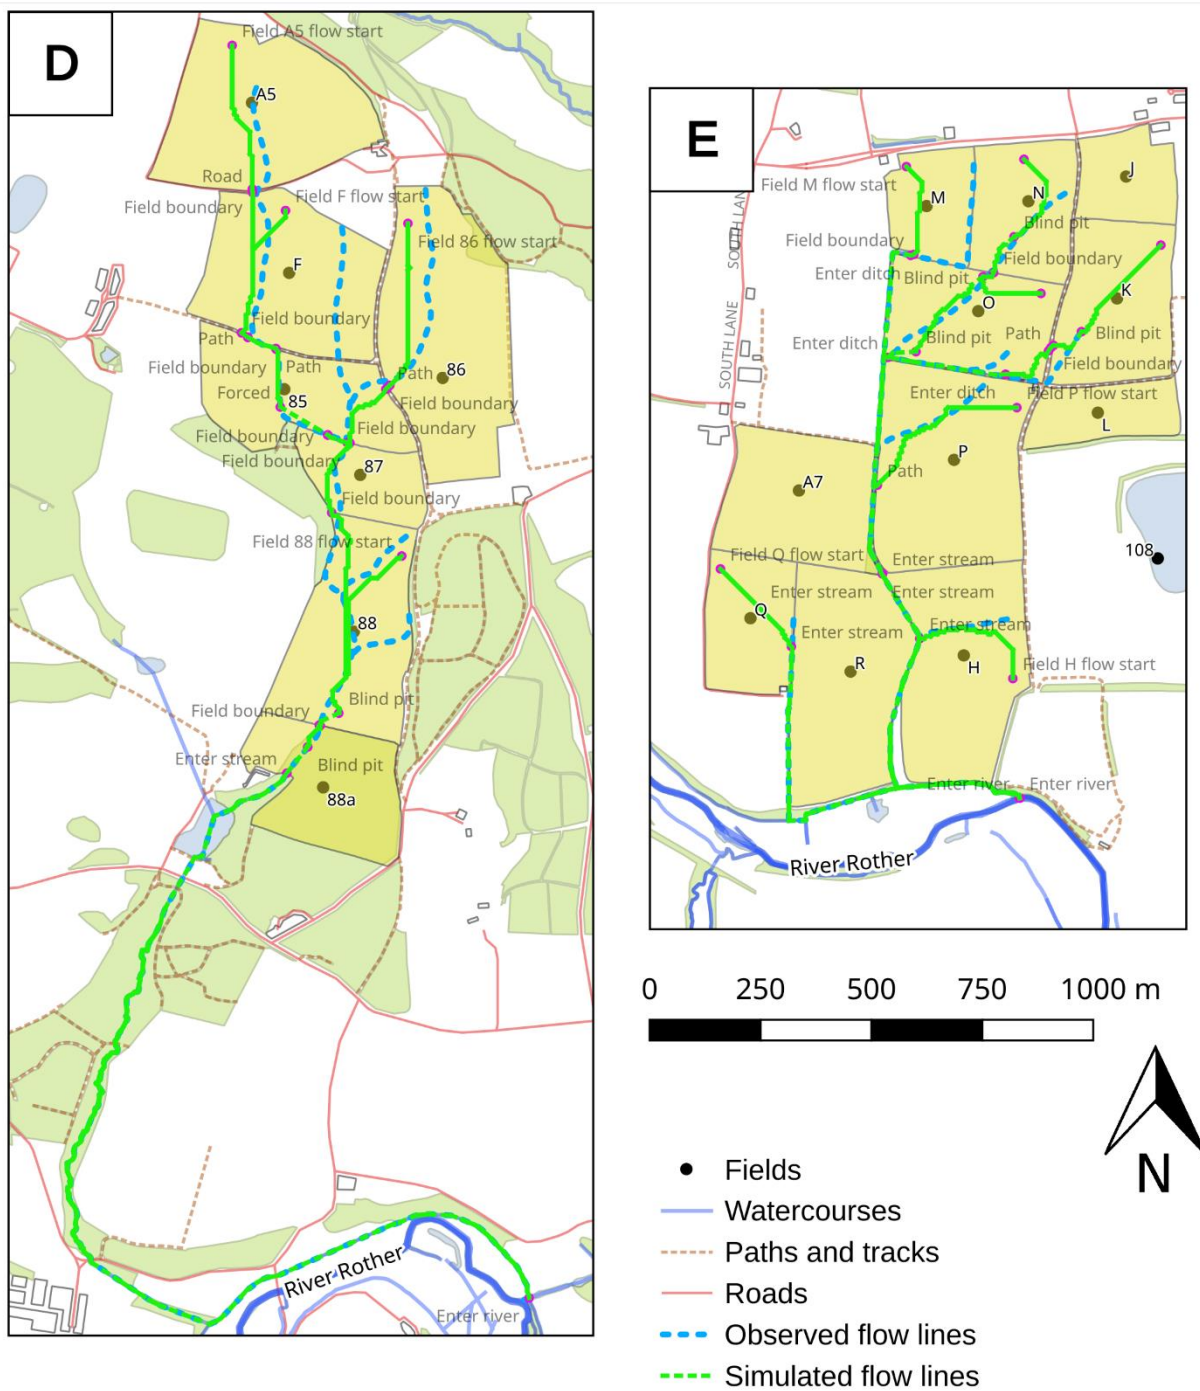 D
Field A5 flow start
A5
Road
Field boundary
Field F flow start
Field 86 flow start
F
Field boundary
Path
Field boundary
Path
Path
86
Forced
85
Field boundary
Field boundary
Field boundary
Field boundary
87
Field boundary
Field 88 flow start
88
Blind pit
Field boundary
Enter stream
Blind pit
88a
River Rother
Enter river
E
J
Field M flow start
M
N
SOUTH LAN
Blind pit
Field boundary
Field boundary
Enter ditch
Blind pit
K
O
SOUTH LANE
Enter ditch
Blind pit
Path
Blind pit
Field boundary
Enter ditch
Field P flow start
L
P
Path
A7
108
Field Q flow start
Enter stream
Enter stream
Enter stream
Q
Enter stream
Enter stream
R
H
Field H flow start
Enter river
Enter river
River Rother
0 250 500 750 1000 m
N
Fields
Watercourses
Paths and tracks
Roads
Observed flow lines
Simulated flow lines